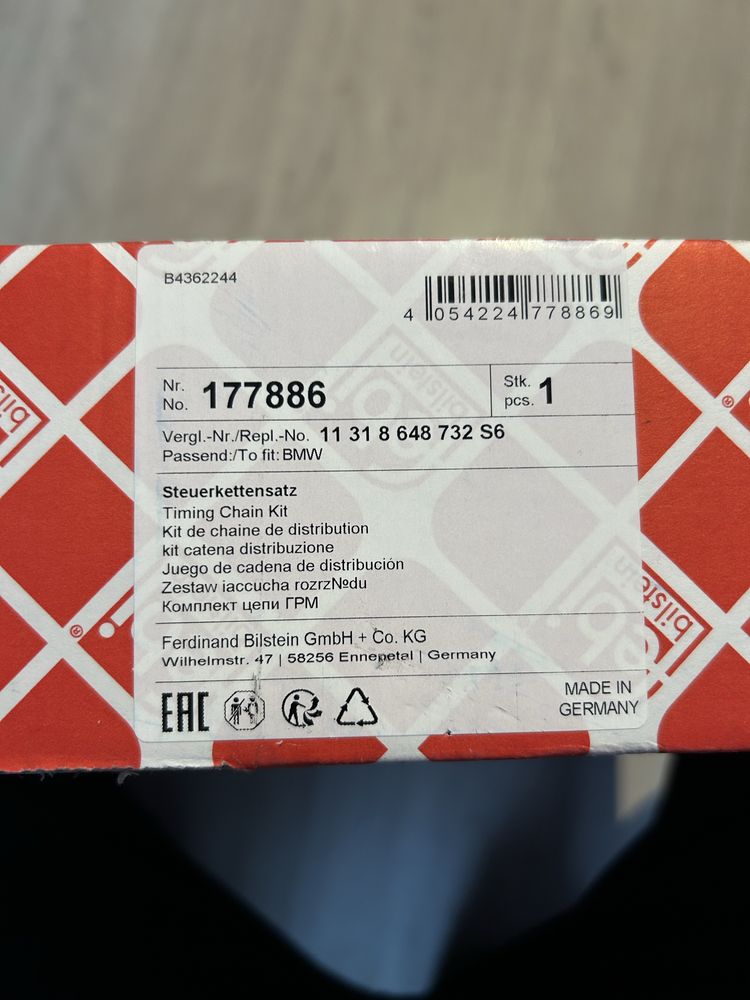 B4362244
4 054224 778869
Nr.
No. 177886
Stk.
pcs. 1
Vergl.-Nr./Repl.-No. 11 31 8 648 732 S6
Passend:/To fit: BMW
Steuerkettensatz
Timing Chain Kit
Kit de chaine de distribution
kit catena distribuzione
Juego de cadena de distribución
Zestaw iaccucha rozrz№du
Комплект цепи ГРМ
Ferdinand Bilstein GmbH + Co. KG
Wilhelmstr. 47 | 58256 Ennepetal | Germany
EAC
MADE IN
GERMANY
bilstein
bilstein